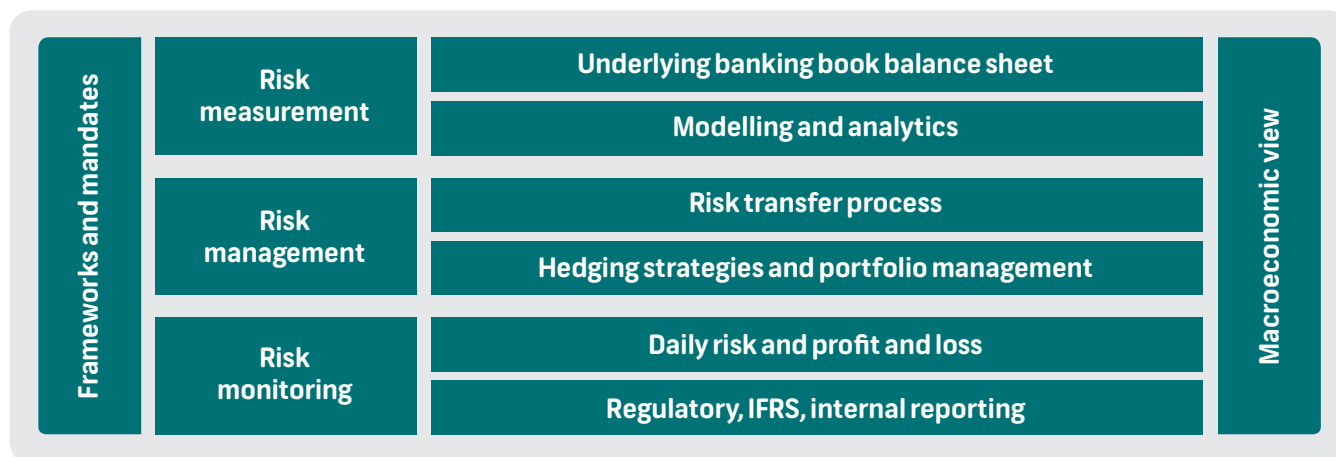 Frameworks and mandates
Risk
measurement
Underlying banking book balance sheet
Modelling and analytics
Risk
management
Risk transfer process
Hedging strategies and portfolio management
Risk
monitoring
Daily risk and profit and loss
Regulatory, IFRS, internal reporting
Macroeconomic view